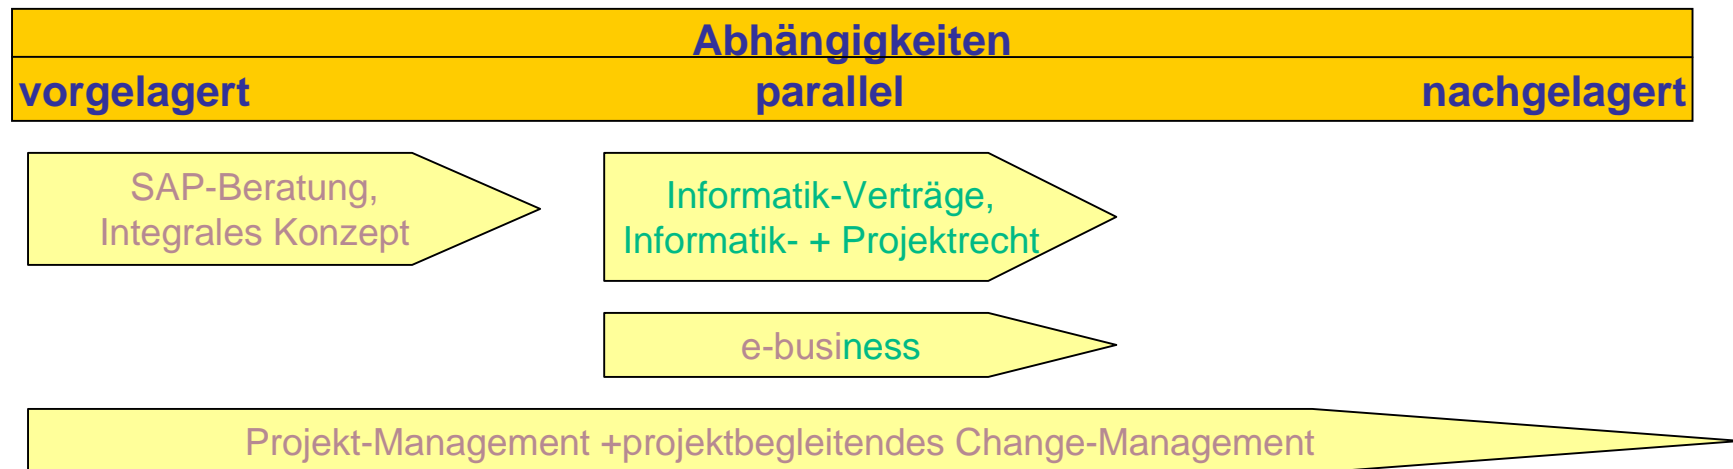 Abhängigkeiten
vorgelagert parallel nachgelagert
SAP-Beratung,
Integrales Konzept
Informatik-Verträge,
Informatik- + Projektrecht
e-business
Projekt-Management +projektbegleitendes Change-Management